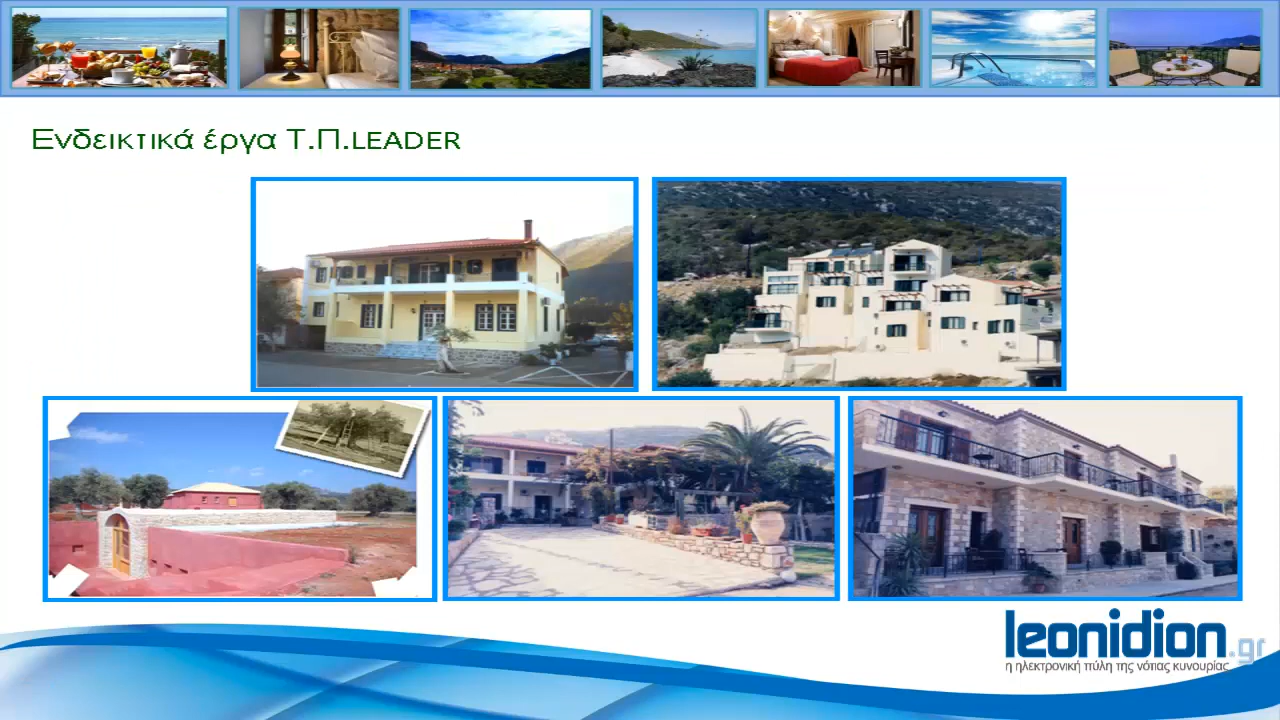 Ενδεικτικά έργα Τ.Π.LEADER
leonidion.gr
η ηλεκτρονική πύλη της νότιας κυνουρίας